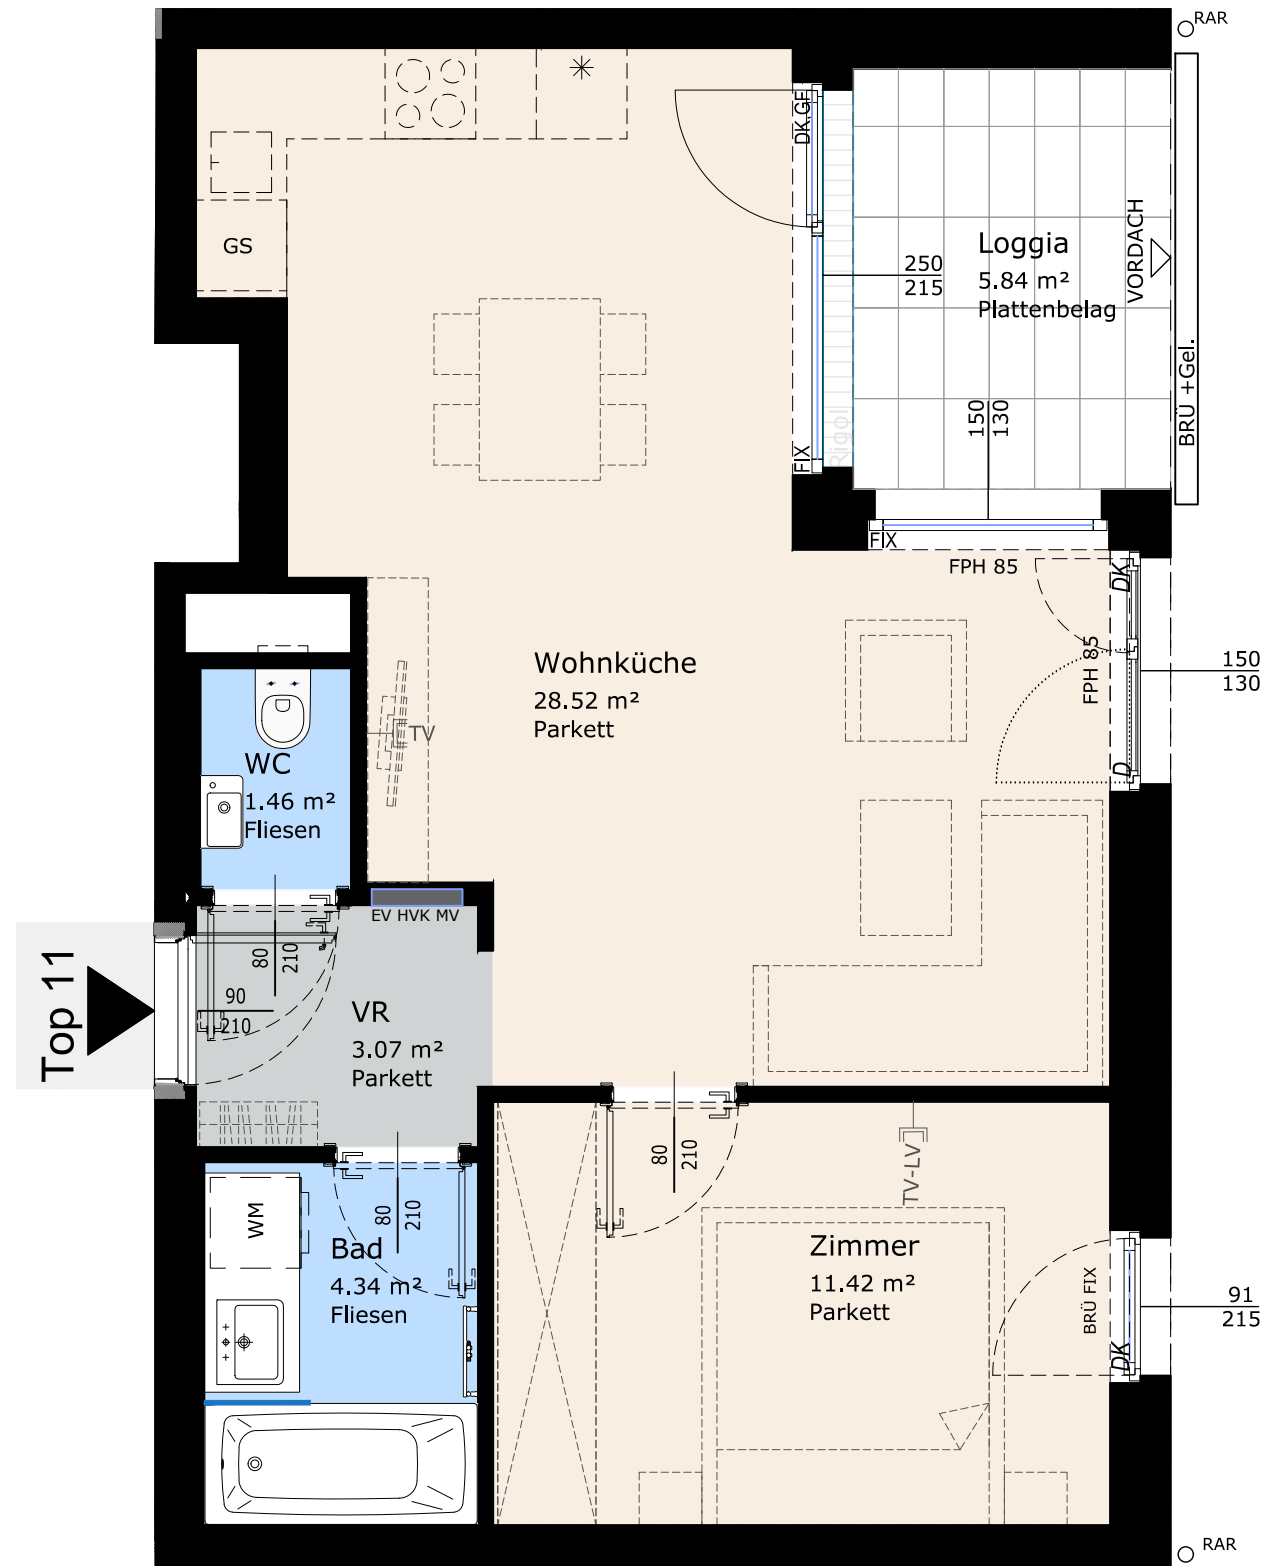 RAR
DK,GF
GS
Loggia
5.84 m²
Plattenbelag
VORDACH
250
215
BRÜ +Gel.
Rigol
150
130
FIX
FIX
FPH 85
DK
FPH 85
D
150
130
Wohnküche
28.52 m²
Parkett
TV
WC
1.46 m²
Fliesen
EV HVK MV
80
210
Top 11
90
210
VR
3.07 m²
Parkett
80
210
TV-LV
80
210
WM
Bad
4.34 m²
Fliesen
Zimmer
11.42 m²
Parkett
BRÜ FIX
DK
91
215
RAR